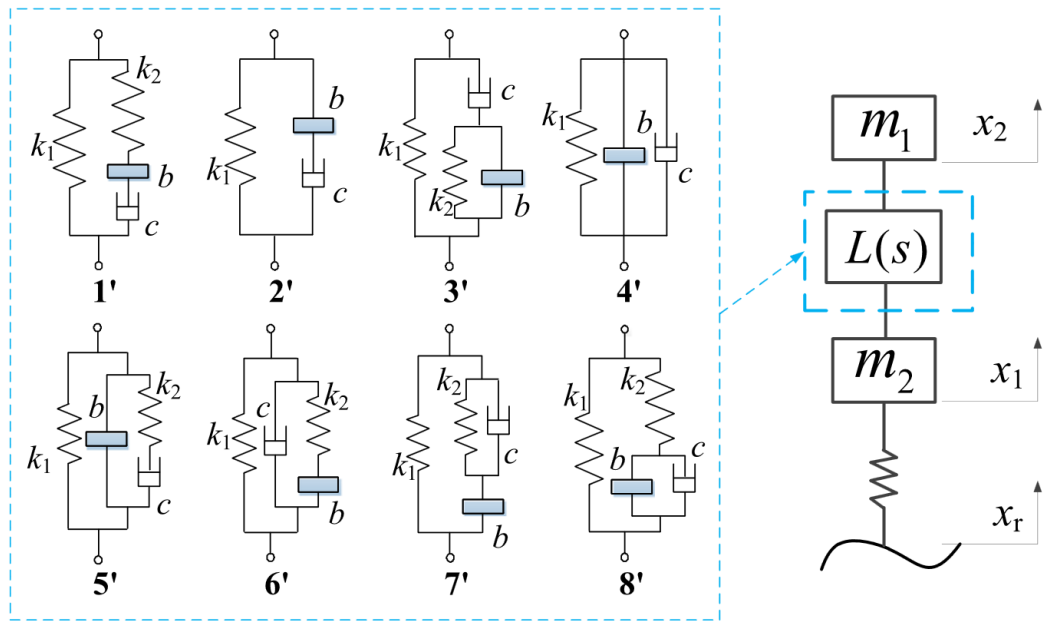 k₂
k₁
b
c
1'
b
k₁
c
2'
c
k₁
k₂
b
3'
k₁
b
c
4'
k₂
b
k₁
c
5'
k₂
c
k₁
b
6'
k₂
k₁
c
b
7'
k₂
k₁
b
c
8'
m₁
x₂
L(s)
m₂
x₁
xᵣ